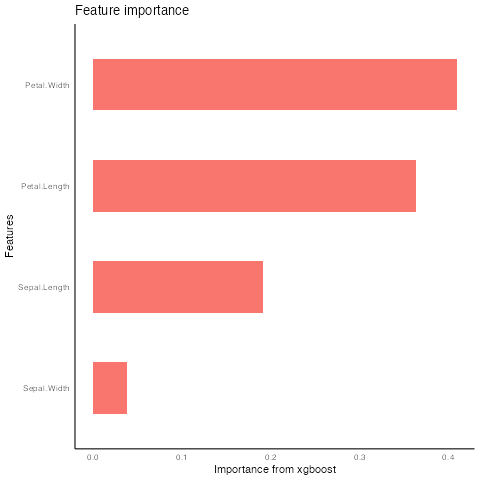 Feature importance
Petal.Width
Petal.Length
Sepal.Length
Sepal.Width
Features
0.0 0.1 0.2 0.3 0.4
Importance from xgboost